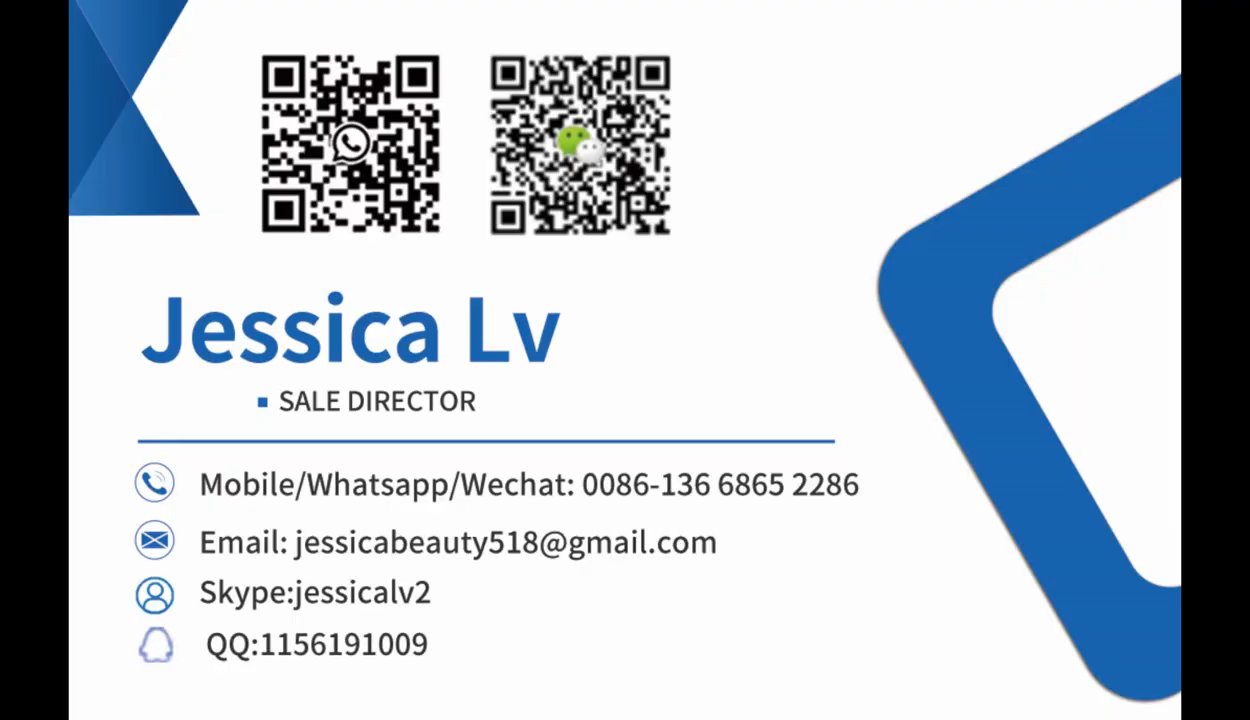 Jessica Lv
SALE DIRECTOR
Mobile/Whatsapp/Wechat: 0086-136 6865 2286
Email: jessicabeauty518@gmail.com
Skype:jessicalv2
QQ:1156191009